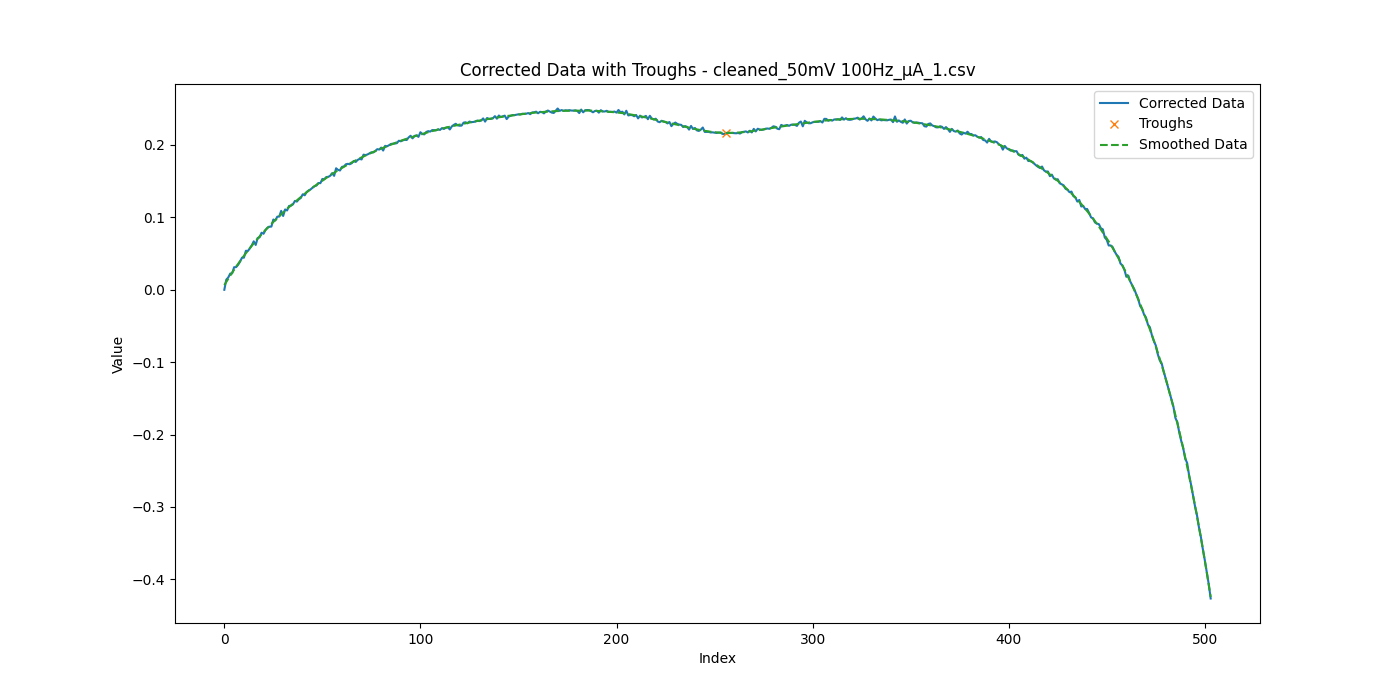 Corrected Data with Troughs - cleaned_50mV 100Hz_µA_1.csv
Corrected Data
Troughs
Smoothed Data
Value
0.2
0.1
0.0
−0.1
−0.2
−0.3
−0.4
0 100 200 300 400 500
Index